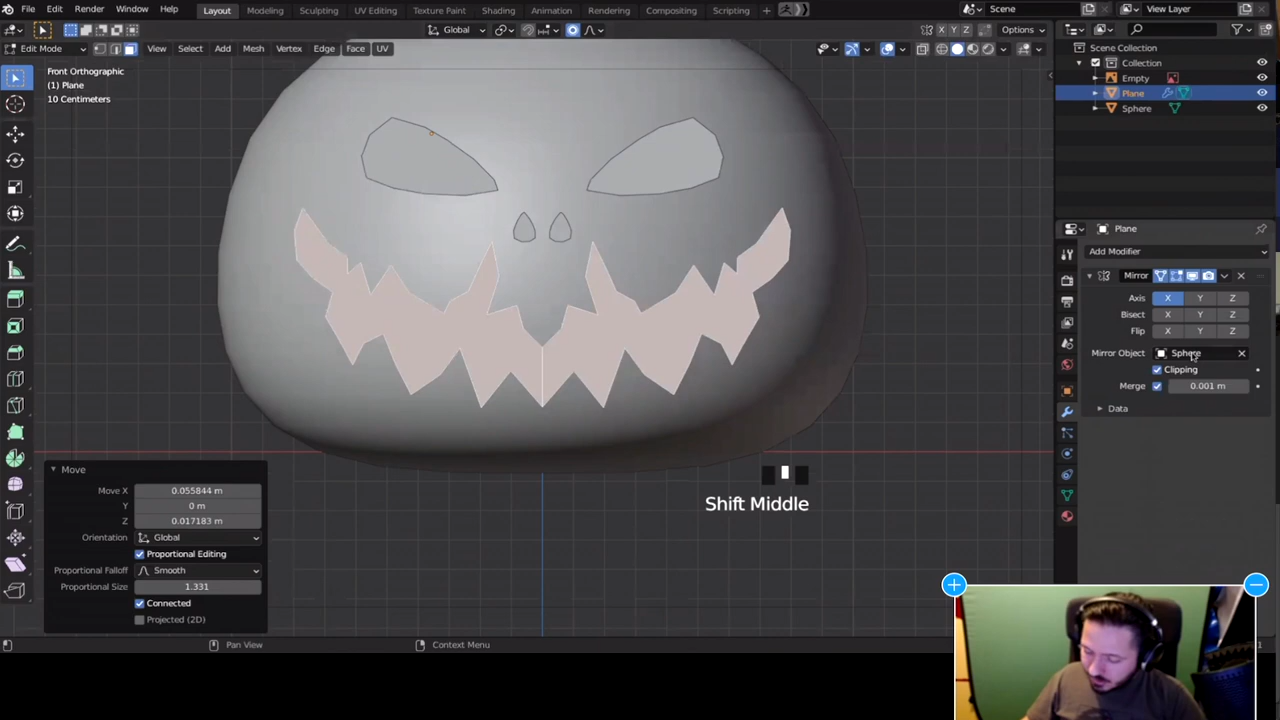 File Edit Render Window Help Layout Modeling Sculpting UV Editing Texture Paint Shading Animation Rendering Compositing Scripting + Scene View Layer
Global X Y Z Options
Edit Mode View Select Add Mesh Vertex Edge Face UV
Front Orthographic
(1) Plane
10 Centimeters
Scene Collection
Collection
Empty
Plane
Sphere
Plane
Add Modifier
Mirror
Axis X Y Z
Bisect X Y Z
Flip X Y Z
Mirror Object Sphere
Clipping
Merge 0.001 m
Data
Move
Move X 0.055844 m
Y 0 m
Z 0.017183 m
Orientation Global
Proportional Editing
Proportional Falloff Smooth
Proportional Size 1.331
Connected
Projected (2D)
Shift Middle
Pan View Context Menu